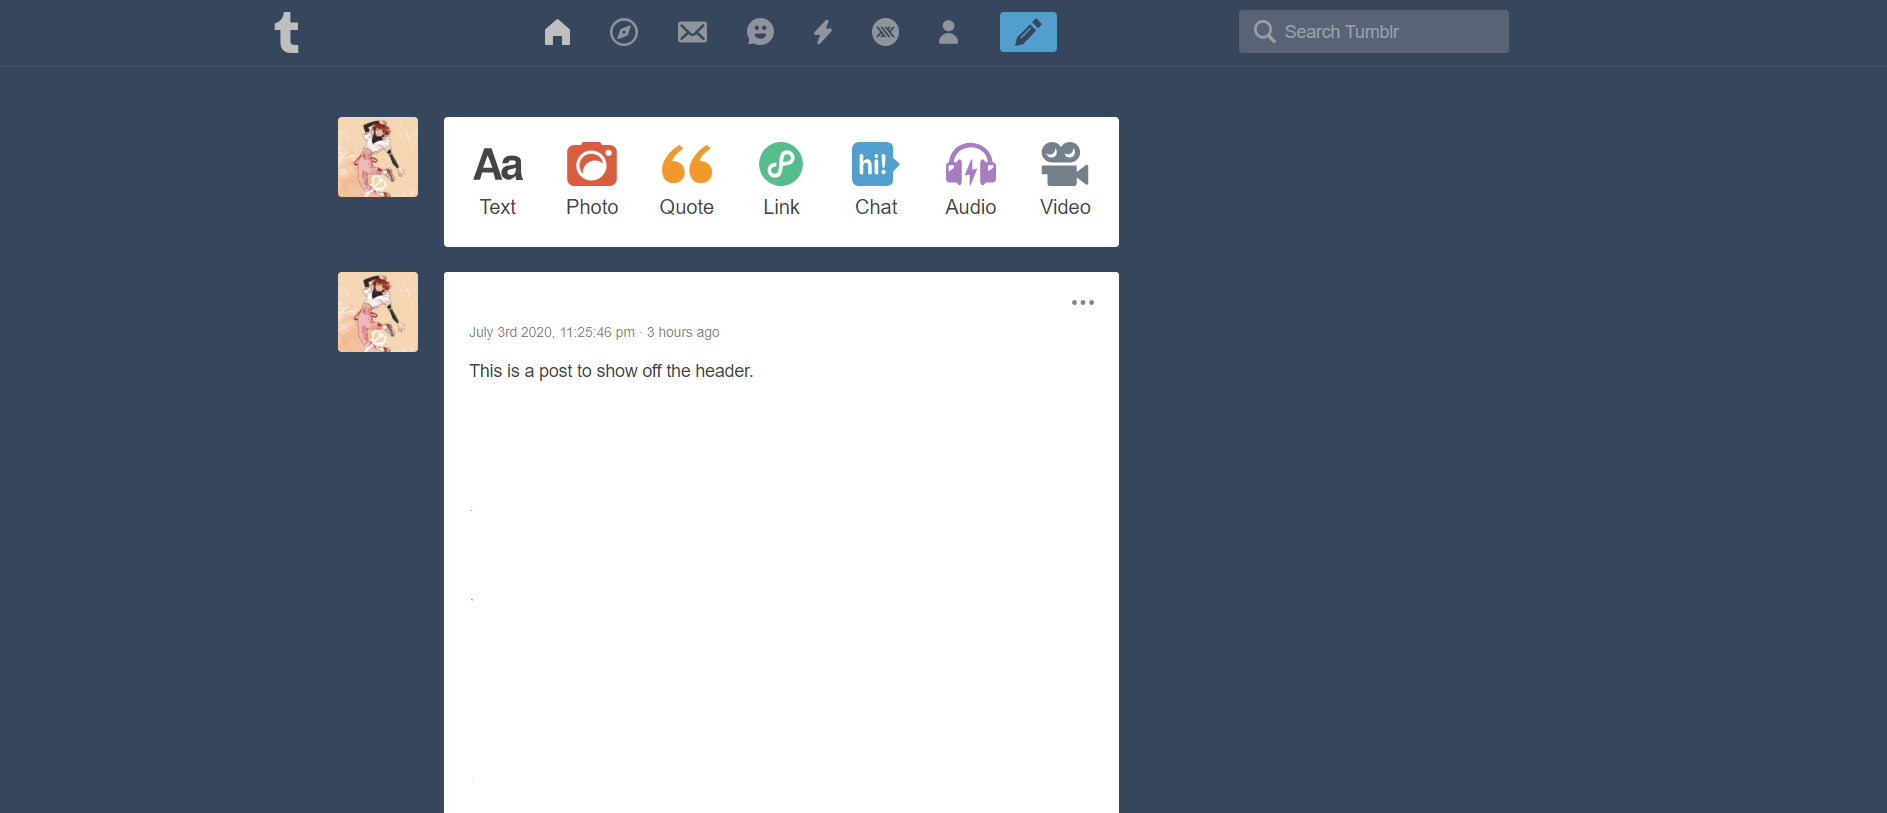 t
Search Tumblr
Aa
hi!
Text
Photo
Quote
Link
Chat
Audio
Video
July 3rd 2020, 11:25:46 pm · 3 hours ago
This is a post to show off the header.